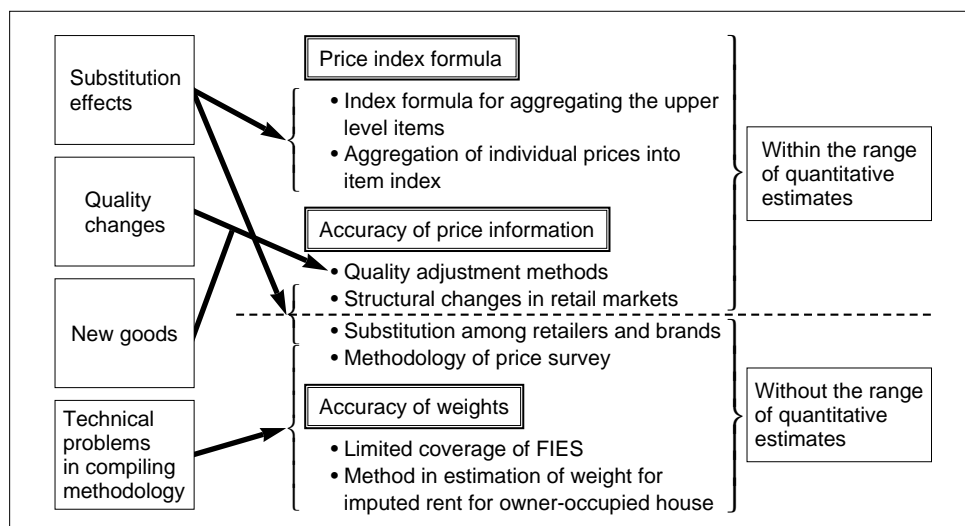 Substitution
effects
Quality
changes
New goods
Technical
problems
in compiling
methodology
Price index formula
• Index formula for aggregating the upper
level items
• Aggregation of individual prices into
item index
Accuracy of price information
• Quality adjustment methods
• Structural changes in retail markets
• Substitution among retailers and brands
• Methodology of price survey
Accuracy of weights
• Limited coverage of FIES
• Method in estimation of weight for
imputed rent for owner-occupied house
Within the range
of quantitative
estimates
Without the range
of quantitative
estimates